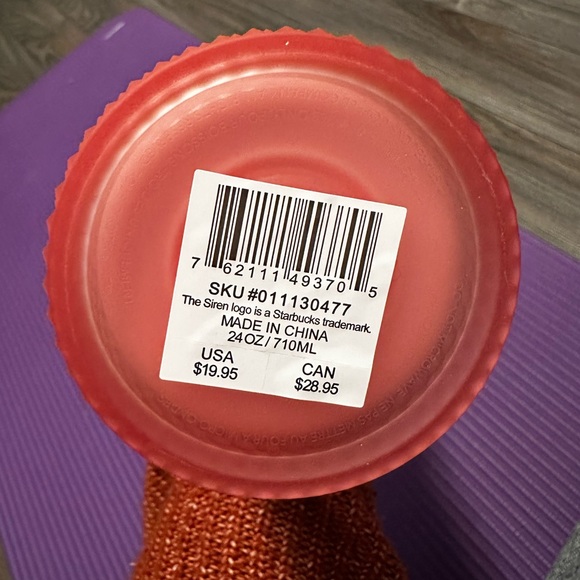 7 62111 49370 5
SKU #011130477
The Siren logo is a Starbucks trademark.
MADE IN CHINA
24OZ/710ML
USA CAN
$19.95 $28.95